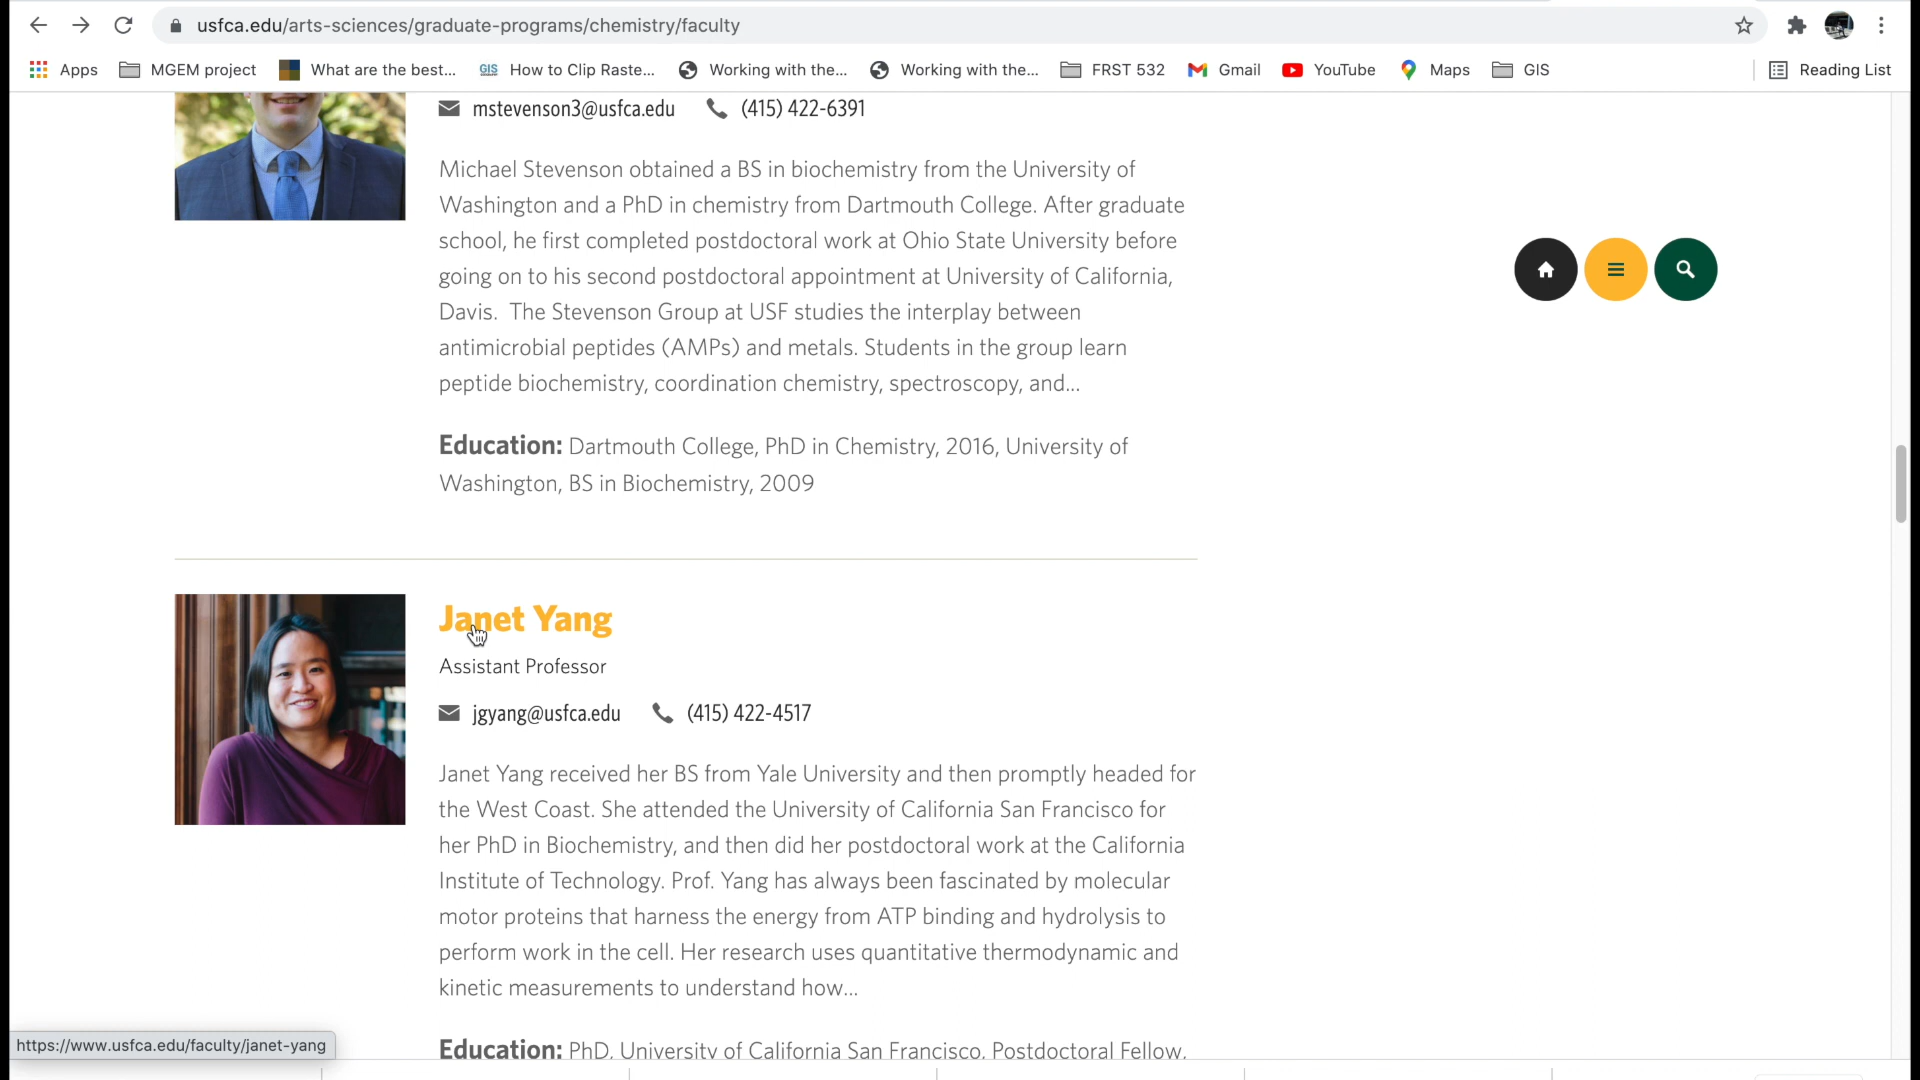 usfca.edu/arts-sciences/graduate-programs/chemistry/faculty
Apps MGEM project What are the best... GIS How to Clip Raste... Working with the... Working with the... FRST 532 Gmail YouTube Maps GIS Reading List
mstevenson3@usfca.edu (415) 422-6391
Michael Stevenson obtained a BS in biochemistry from the University of
Washington and a PhD in chemistry from Dartmouth College. After graduate
school, he first completed postdoctoral work at Ohio State University before
going on to his second postdoctoral appointment at University of California,
Davis.  The Stevenson Group at USF studies the interplay between
antimicrobial peptides (AMPs) and metals. Students in the group learn
peptide biochemistry, coordination chemistry, spectroscopy, and...
Education: Dartmouth College, PhD in Chemistry, 2016, University of
Washington, BS in Biochemistry, 2009
Janet Yang
Assistant Professor
jgyang@usfca.edu (415) 422-4517
Janet Yang received her BS from Yale University and then promptly headed for
the West Coast. She attended the University of California San Francisco for
her PhD in Biochemistry, and then did her postdoctoral work at the California
Institute of Technology. Prof. Yang has always been fascinated by molecular
motor proteins that harness the energy from ATP binding and hydrolysis to
perform work in the cell. Her research uses quantitative thermodynamic and
kinetic measurements to understand how...
Education: PhD, University of California San Francisco, Postdoctoral Fellow,
https://www.usfca.edu/faculty/janet-yang